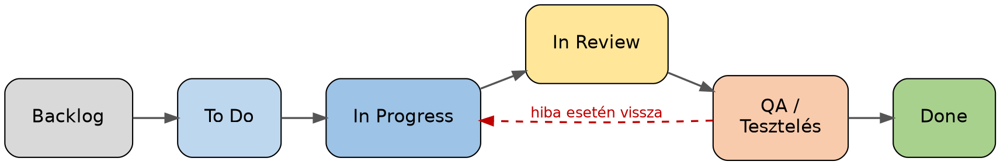 Backlog
To Do
In Progress
In Review
hiba esetén vissza
QA /
Tesztelés
Done